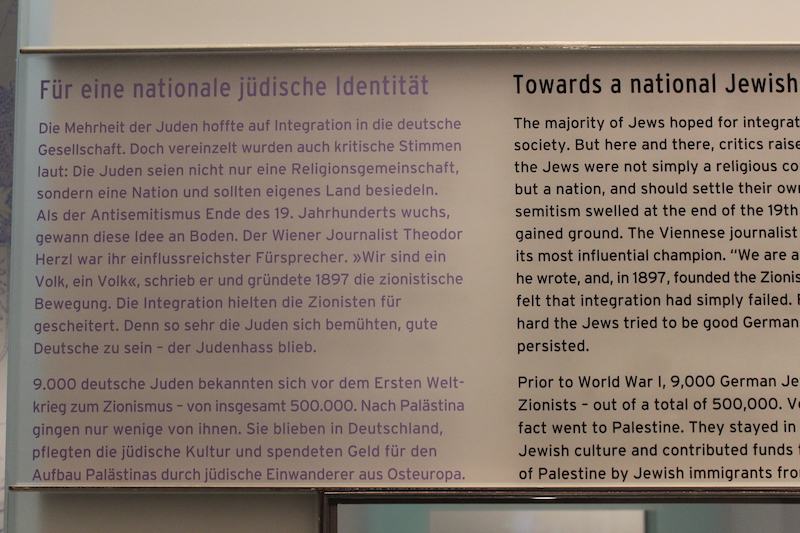 Für eine nationale jüdische Identität
Die Mehrheit der Juden hoffte auf Integration in die deutsche
Gesellschaft. Doch vereinzelt wurden auch kritische Stimmen
laut: Die Juden seien nicht nur eine Religionsgemeinschaft,
sondern eine Nation und sollten eigenes Land besiedeln.
Als der Antisemitismus Ende des 19. Jahrhunderts wuchs,
gewann diese Idee an Boden. Der Wiener Journalist Theodor
Herzl war ihr einflussreichster Fürsprecher. »Wir sind ein
Volk, ein Volk«, schrieb er und gründete 1897 die zionistische
Bewegung. Die Integration hielten die Zionisten für
gescheitert. Denn so sehr die Juden sich bemühten, gute
Deutsche zu sein – der Judenhass blieb.
9.000 deutsche Juden bekannten sich vor dem Ersten Welt-
krieg zum Zionismus – von insgesamt 500.000. Nach Palästina
gingen nur wenige von ihnen. Sie blieben in Deutschland,
pflegten die jüdische Kultur und spendeten Geld für den
Aufbau Palästinas durch jüdische Einwanderer aus Osteuropa.
Towards a national Jewish
The majority of Jews hoped for integrat
society. But here and there, critics raise
the Jews were not simply a religious co
but a nation, and should settle their own
semitism swelled at the end of the 19th
gained ground. The Viennese journalist
its most influential champion. “We are a
he wrote, and, in 1897, founded the Zionis
felt that integration had simply failed.
hard the Jews tried to be good German
persisted.
Prior to World War I, 9,000 German Je
Zionists – out of a total of 500,000. V
fact went to Palestine. They stayed in
Jewish culture and contributed funds
of Palestine by Jewish immigrants fro